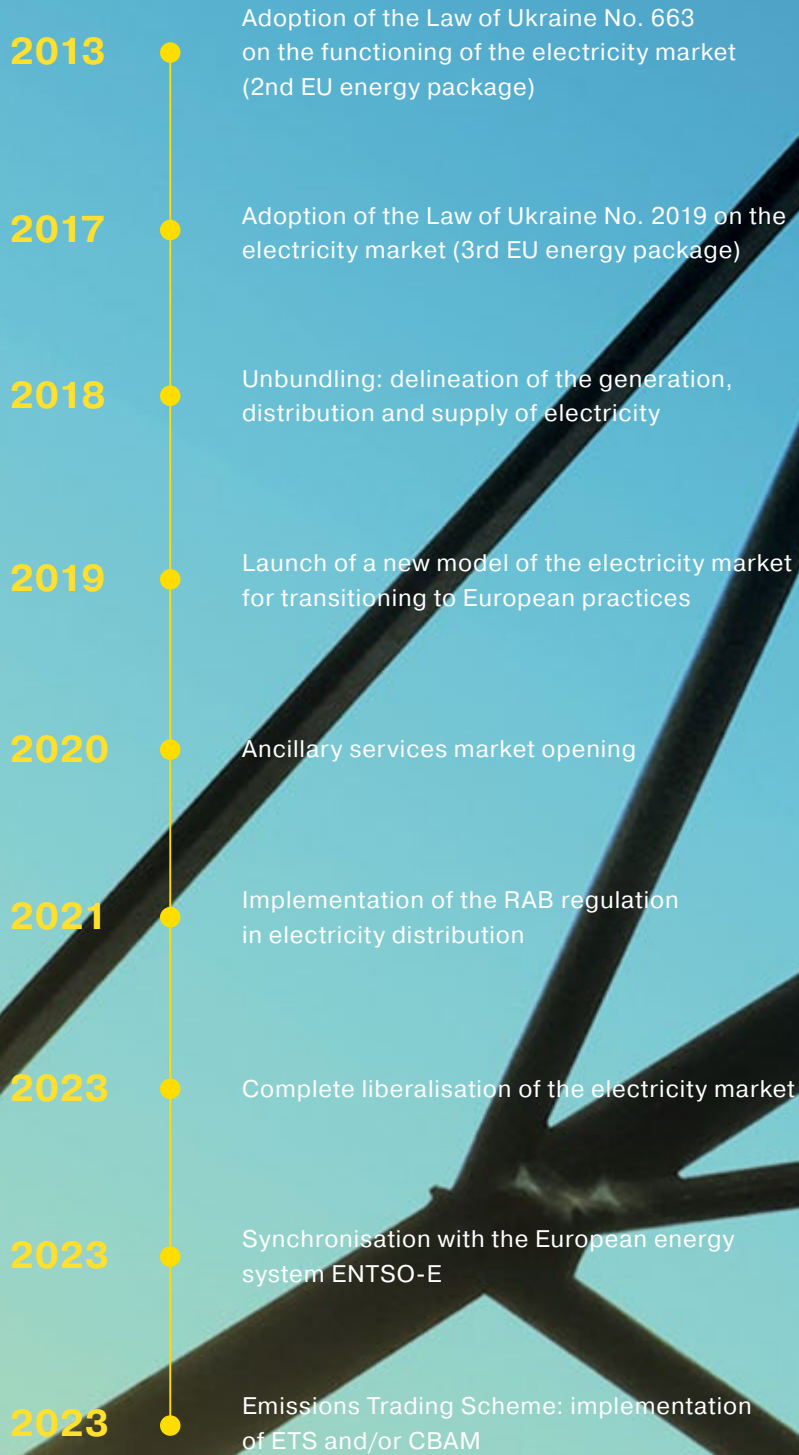 2013
Adoption of the Law of Ukraine No. 663
on the functioning of the electricity market
(2nd EU energy package)
2017
Adoption of the Law of Ukraine No. 2019 on the
electricity market (3rd EU energy package)
2018
Unbundling: delineation of the generation,
distribution and supply of electricity
2019
Launch of a new model of the electricity market
for transitioning to European practices
2020
Ancillary services market opening
2021
Implementation of the RAB regulation
in electricity distribution
2023
Complete liberalisation of the electricity market
2023
Synchronisation with the European energy
system ENTSO-E
2023
Emissions Trading Scheme: implementation
of ETS and/or CBAM